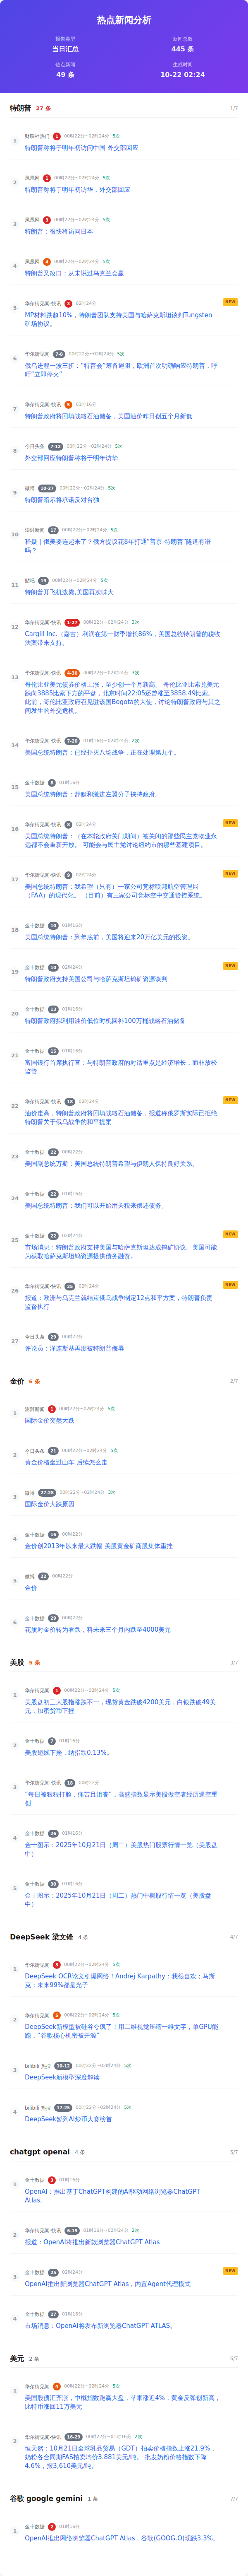 热点新闻分析
报告类型
新闻总数
当日汇总
445 条
热点新闻
生成时间
49 条
10-22 02:24
特朗普 27 条
1/7
1
财联社热门 1 00时22分~02时24分 5次
特朗普称将于明年初访问中国 外交部回应
2
凤凰网 1 00时22分~02时24分 5次
特朗普称将于明年初访华，外交部回应
3
凤凰网 3 00时22分~02时24分 5次
特朗普：很快将访问日本
4
凤凰网 4 00时22分~02时24分 5次
特朗普又改口：从未说过乌克兰会赢
NEW
5
华尔街见闻-快讯 3 02时24分
MP材料跌超10%，特朗普团队支持美国与哈萨克斯坦谈判Tungsten
矿场协议。
6
华尔街见闻 7-8 00时22分~02时24分 5次
俄乌进程一波三折：“特普会”筹备遇阻，欧洲首次明确响应特朗普，呼
吁“立即停火”
7
华尔街见闻-快讯 5 01时16分
特朗普政府将回填战略石油储备，美国油价昨日创五个月新低
8
今日头条 7-12 00时22分~02时24分 5次
外交部回应特朗普称将于明年访华
9
微博 10-27 00时22分~02时24分 5次
特朗普暗示将承诺反对台独
10
澎湃新闻 17 00时22分~02时24分 5次
释疑｜俄美要连起来了？俄方提议花8年打通“普京-特朗普”隧道有谱
吗？
11
贴吧 19 00时22分~02时24分 5次
特朗普开飞机泼粪,美国再次味大
12
华尔街见闻-快讯 1-27 00时22分~02时24分 3次
Cargill Inc.（嘉吉）利润在第一财季增长86%，美国总统特朗普的税收
法案带来支持。
13
华尔街见闻-快讯 6-30 00时22分~02时24分 3次
哥伦比亚美元债券价格上涨，至少创一个月新高。 哥伦比亚比索兑美元
跌向3885比索下方的平盘，北京时间22:05还曾涨至3858.49比索。
此前，哥伦比亚政府召见驻该国Bogota的大使，讨论特朗普政府与其之
间发生的外交危机。
14
华尔街见闻-快讯 7-26 01时16分~02时24分 2次
美国总统特朗普：已经扑灭八场战争，正在处理第九个。
15
金十数据 8 01时16分
美国总统特朗普：舒默和激进左翼分子挟持政府。
NEW
16
华尔街见闻-快讯 8 02时24分
美国总统特朗普：（在本轮政府关门期间）被关闭的那些民主党物业永
远都不会重新开放。 可能会与民主党讨论纽约市的那些基建项目。
NEW
17
华尔街见闻-快讯 9 02时24分
美国总统特朗普：我希望（只有）一家公司竞标联邦航空管理局
（FAA）的现代化。 （目前）有三家公司竞标空中交通管控系统。
18
金十数据 10 01时16分
美国总统特朗普：到年底前，美国将迎来20万亿美元的投资。
NEW
19
金十数据 10 02时24分
特朗普政府支持美国公司与哈萨克斯坦钨矿资源谈判
20
金十数据 13 01时16分
特朗普政府拟利用油价低位时机回补100万桶战略石油储备
21
金十数据 15 01时16分
富国银行首席执行官：与特朗普政府的对话重点是经济增长，而非放松
监管。
NEW
22
华尔街见闻-快讯 18 02时24分
油价走高，特朗普政府将回填战略石油储备，报道称俄罗斯实际已拒绝
特朗普关于俄乌战争的和平提案
23
金十数据 22 00时22分
美国副总统万斯：美国总统特朗普希望与伊朗人保持良好关系。
24
金十数据 22 01时16分
美国总统特朗普：我们可以开始用关税来偿还债务。
NEW
25
金十数据 22 02时24分
市场消息：特朗普政府支持美国与哈萨克斯坦达成钨矿协议。美国可能
为获取哈萨克斯坦钨资源提供债务融资。
NEW
26
华尔街见闻-快讯 25 02时24分
报道：欧洲与乌克兰就结束俄乌战争制定12点和平方案，特朗普负责
监督执行
27
今日头条 29 00时22分
评论员：泽连斯基再度被特朗普侮辱
金价 6 条
2/7
1
澎湃新闻 1 00时22分~02时24分 5次
国际金价突然大跌
2
今日头条 21 00时22分~02时24分 5次
黄金价格坐过山车 后续怎么走
3
微博 27-28 00时22分~02时24分 3次
国际金价大跌原因
4
金十数据 16 00时22分
金价创2013年以来最大跌幅 美股黄金矿商股集体重挫
5
微博 22 00时22分
金价
6
金十数据 29 00时22分
花旗对金价转为看跌，料未来三个月内跌至4000美元
美股 5 条
3/7
1
华尔街见闻 1 00时22分~02时24分 5次
美股股盘初三大股指涨跌不一，现货黄金跌破4200美元，白银跌破49美
元，加密货币下挫
2
金十数据 7 01时16分
美股短线下挫，纳指跌0.13%。
3
华尔街见闻-快讯 18 00时22分
“每日被狠狠打脸，痛苦且沮丧”，高盛指数显示美股做空者经历逼空重
创
4
金十数据 26 01时16分
金十图示：2025年10月21日（周二）美股热门股票行情一览（美股盘
中）
5
金十数据 30 01时16分
金十图示：2025年10月21日（周二）热门中概股行情一览（美股盘
中）
DeepSeek 梁文锋 4 条
4/7
1
华尔街见闻 3 00时22分~02时24分 5次
DeepSeek OCR论文引爆网络！Andrej Karpathy：我很喜欢；马斯
克：未来99%都是光子
2
华尔街见闻 5 00时22分~02时24分 5次
DeepSeek新模型被硅谷夸疯了！用二维视觉压缩一维文字，单GPU能
跑，“谷歌核心机密被开源”
3
bilibili 热搜 10-12 00时22分~02时24分 5次
DeepSeek新模型深度解读
4
bilibili 热搜 17-25 00时22分~02时24分 5次
DeepSeek暂列AI炒币大赛榜首
chatgpt openai 4 条
5/7
1
金十数据 3 01时16分
OpenAI：推出基于ChatGPT构建的AI驱动网络浏览器ChatGPT
Atlas。
2
华尔街见闻-快讯 6-19 01时16分~02时24分 2次
报道：OpenAI将推出新款浏览器ChatGPT Atlas
NEW
3
金十数据 25 02时24分
OpenAI推出新浏览器ChatGPT Atlas，内置Agent代理模式
4
金十数据 27 01时16分
市场消息：OpenAI将发布新浏览器ChatGPT ATLAS。
美元 2 条
6/7
1
华尔街见闻 4 00时22分~02时24分 5次
美国股债汇齐涨，中概指数跑赢大盘，苹果涨近4%，黄金反弹创新高，
比特币涨回11万美元
2
华尔街见闻-快讯 16-29 00时22分~01时16分 2次
恒天然：10月21日全球乳品贸易（GDT）拍卖价格指数上涨21.9%，
奶粉各合同期FAS拍卖均价3.881美元/吨。 批发奶粉价格指数下降
4.6%，报3,610美元/吨。
谷歌 google gemini 1 条
7/7
1
金十数据 2 01时16分
OpenAI推出网络浏览器ChatGPT Atlas，谷歌(GOOG.O)现跌3.3%。